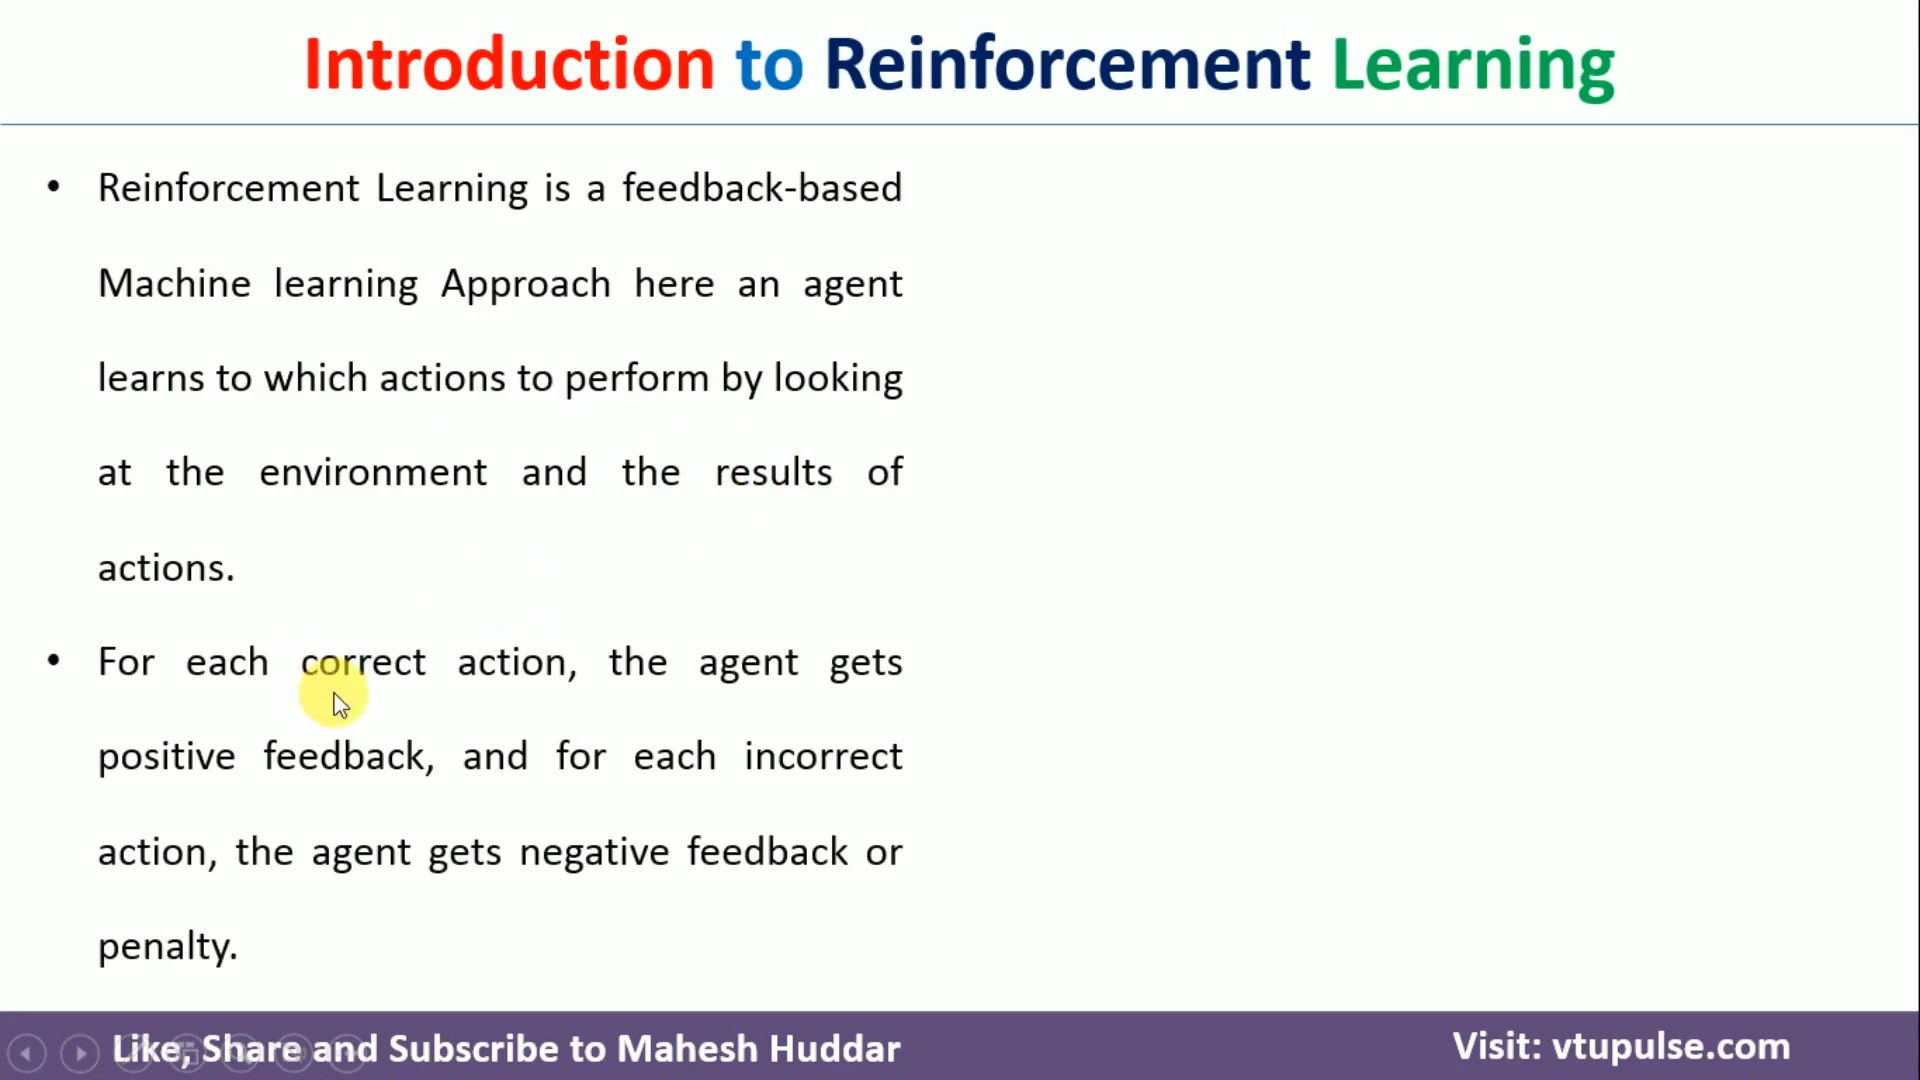 Introduction to Reinforcement Learning
• Reinforcement Learning is a feedback-based
Machine learning Approach here an agent
learns to which actions to perform by looking
at the environment and the results of
actions.
• For each correct action, the agent gets
positive feedback, and for each incorrect
action, the agent gets negative feedback or
penalty.
Like, Share and Subscribe to Mahesh Huddar
Visit: vtupulse.com